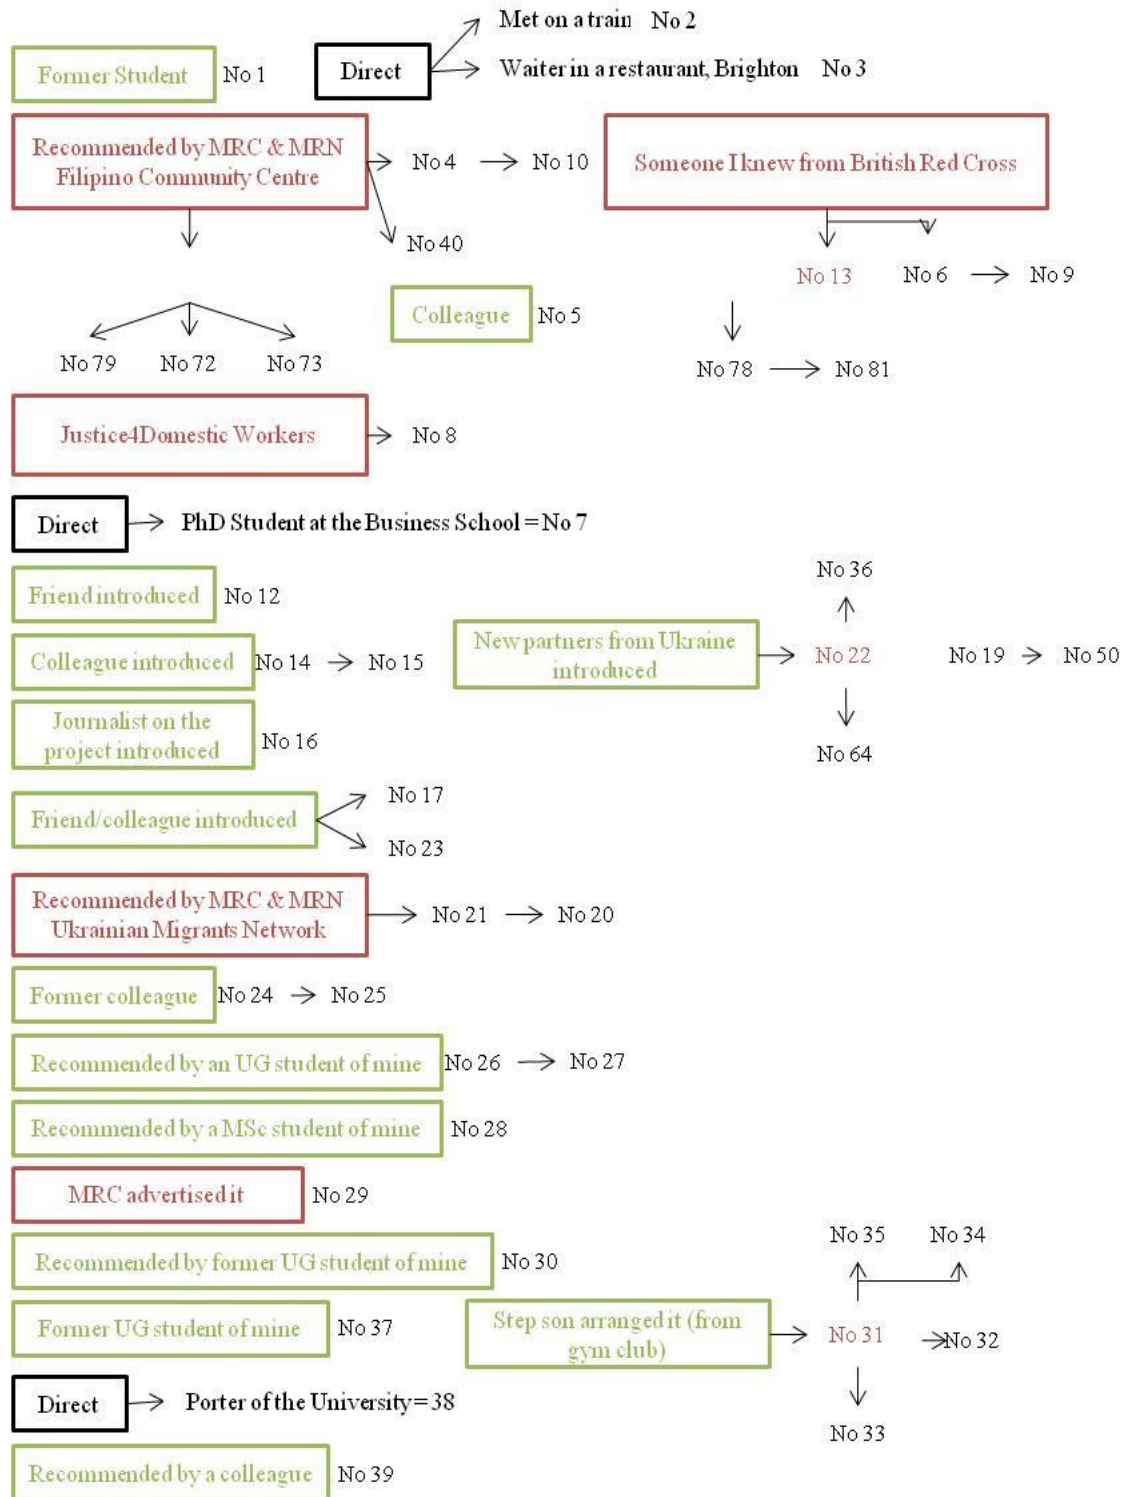 Met on a train No 2
Former Student No 1
Direct
Waiter in a restaurant, Brighton No 3
Recommended by MRC & MRN
Filipino Community Centre
No 4
No 10
Someone I knew from British Red Cross
No 40
No 13
No 6
No 9
Colleague
No 5
No 79
No 72
No 73
No 78
No 81
Justice4Domestic Workers
No 8
Direct
PhD Student at the Business School = No 7
Friend introduced
No 12
No 36
Colleague introduced
No 14
No 15
New partners from Ukraine
introduced
No 22
No 19
No 50
Journalist on the
project introduced
No 16
No 64
Friend/colleague introduced
No 17
No 23
Recommended by MRC & MRN
Ukrainian Migrants Network
No 21
No 20
Former colleague
No 24
No 25
Recommended by an UG student of mine
No 26
No 27
Recommended by a MSc student of mine
No 28
MRC advertised it
No 29
Recommended by former UG student of mine
No 30
No 35
No 34
Former UG student of mine
No 37
Step son arranged it (from
gym club)
No 31
No 32
Direct
Porter of the University= 38
No 33
Recommended by a colleague
No 39